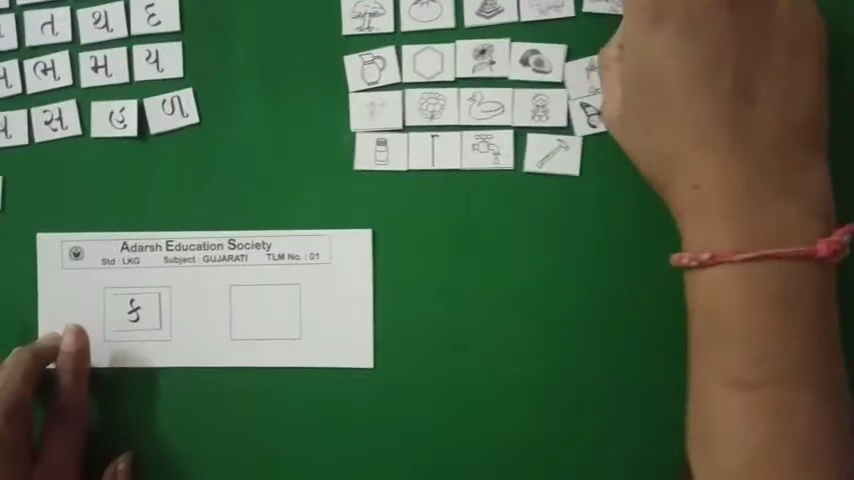 ત થ દ
ભ મ ય
સ હ ળ
Adarsh Education Society
Std : LKG Subject : GUJARATI TLM No. : 01
ક